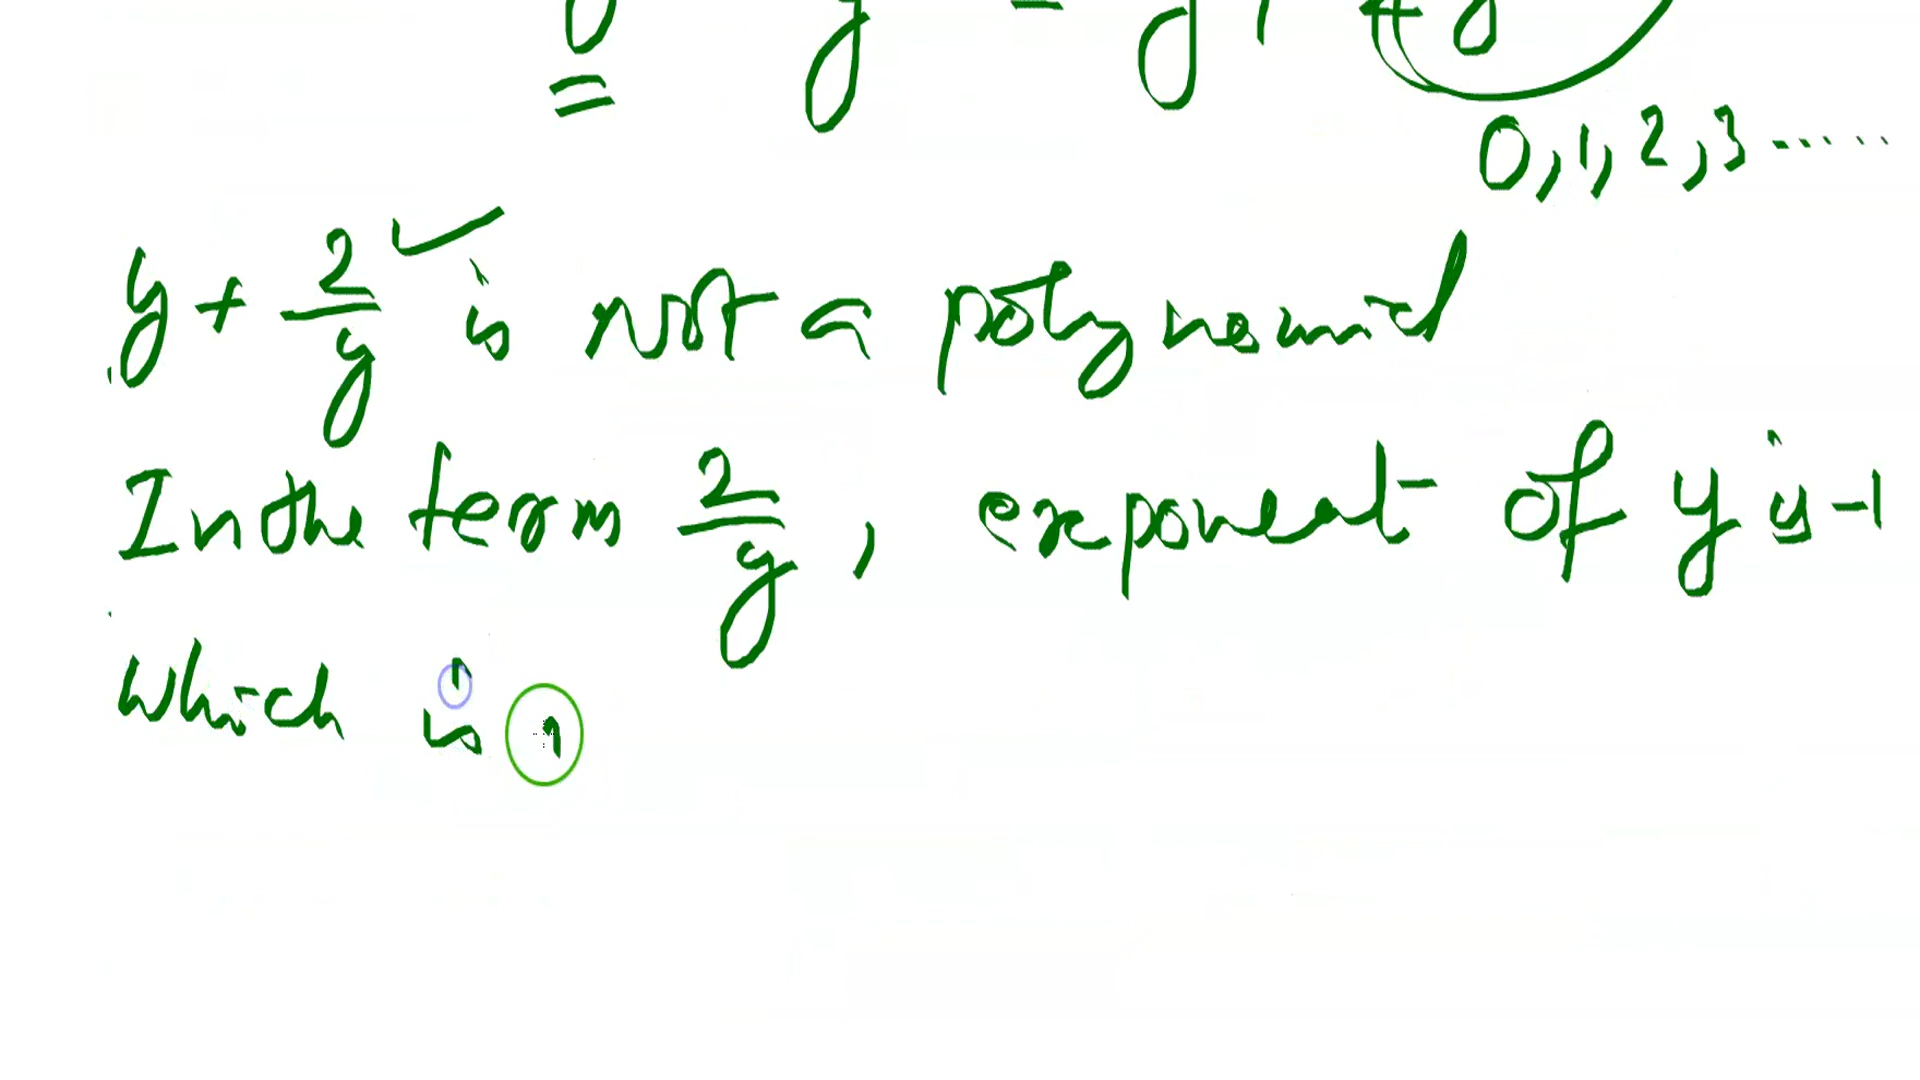 0, 1, 2, 3 ......
y + 2/y is not a polynomial
In the term 2/y, exponent of y is -1
which is